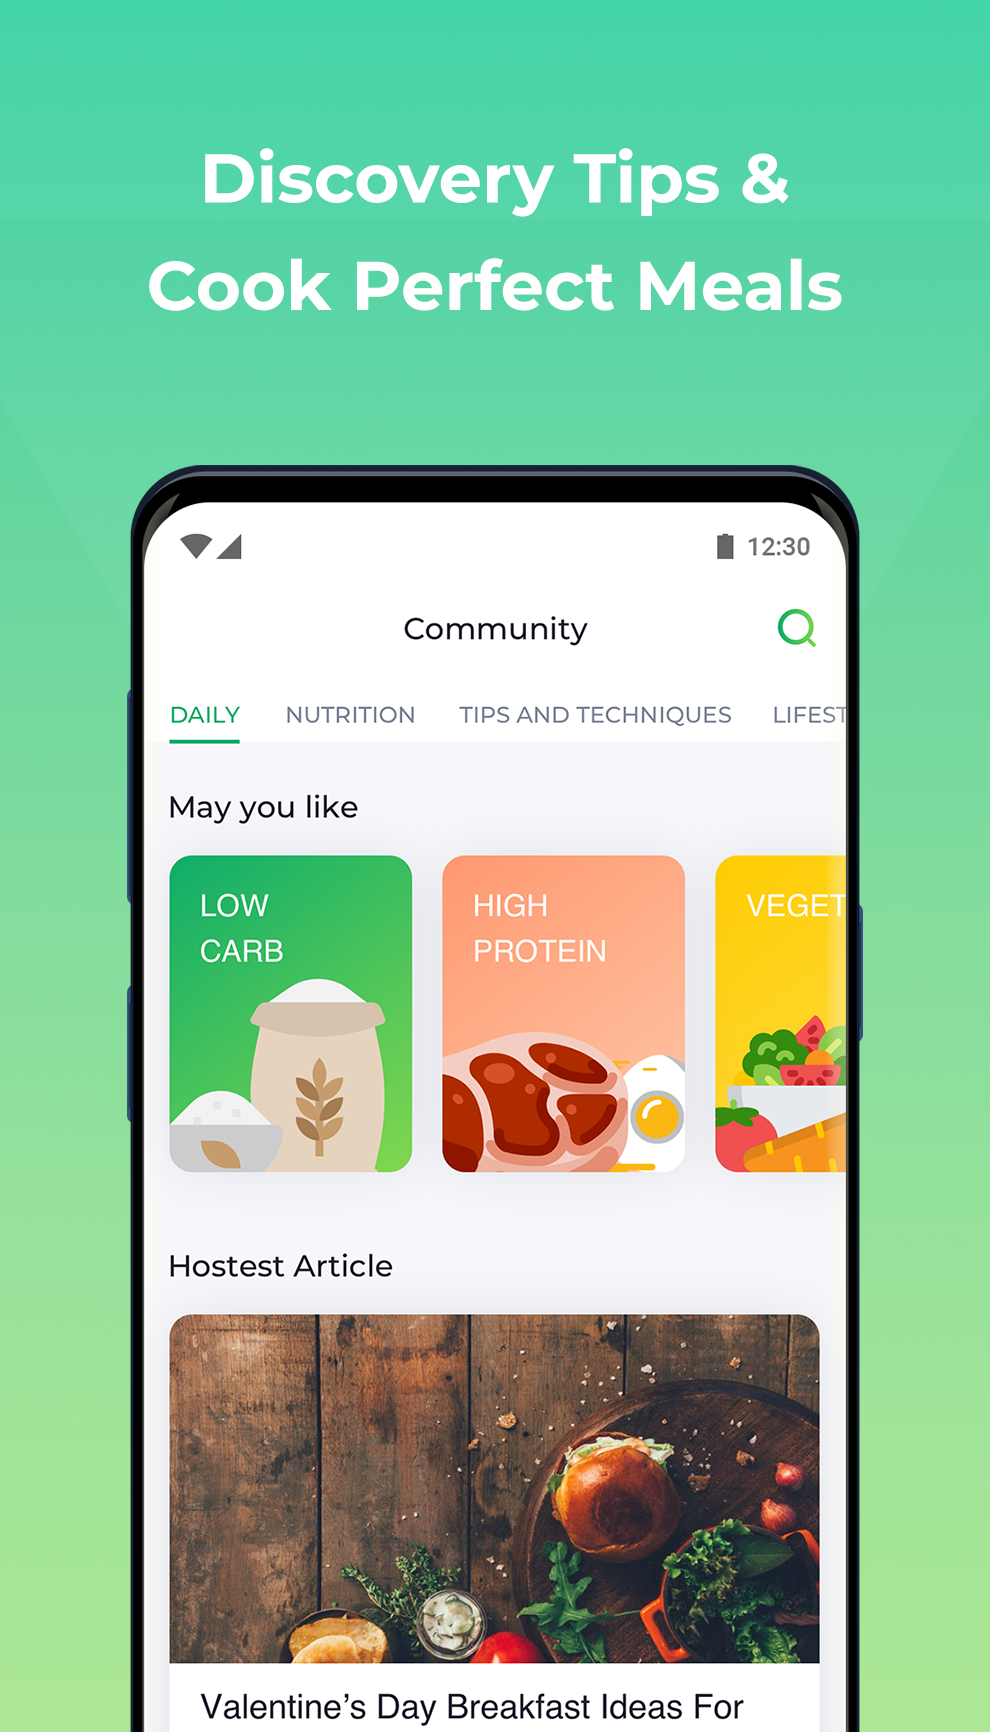 Discovery Tips &
Cook Perfect Meals
12:30
Community
DAILY NUTRITION TIPS AND TECHNIQUES LIFEST
May you like
LOW
CARB
HIGH
PROTEIN
VEGET
Hostest Article
Valentine’s Day Breakfast Ideas For